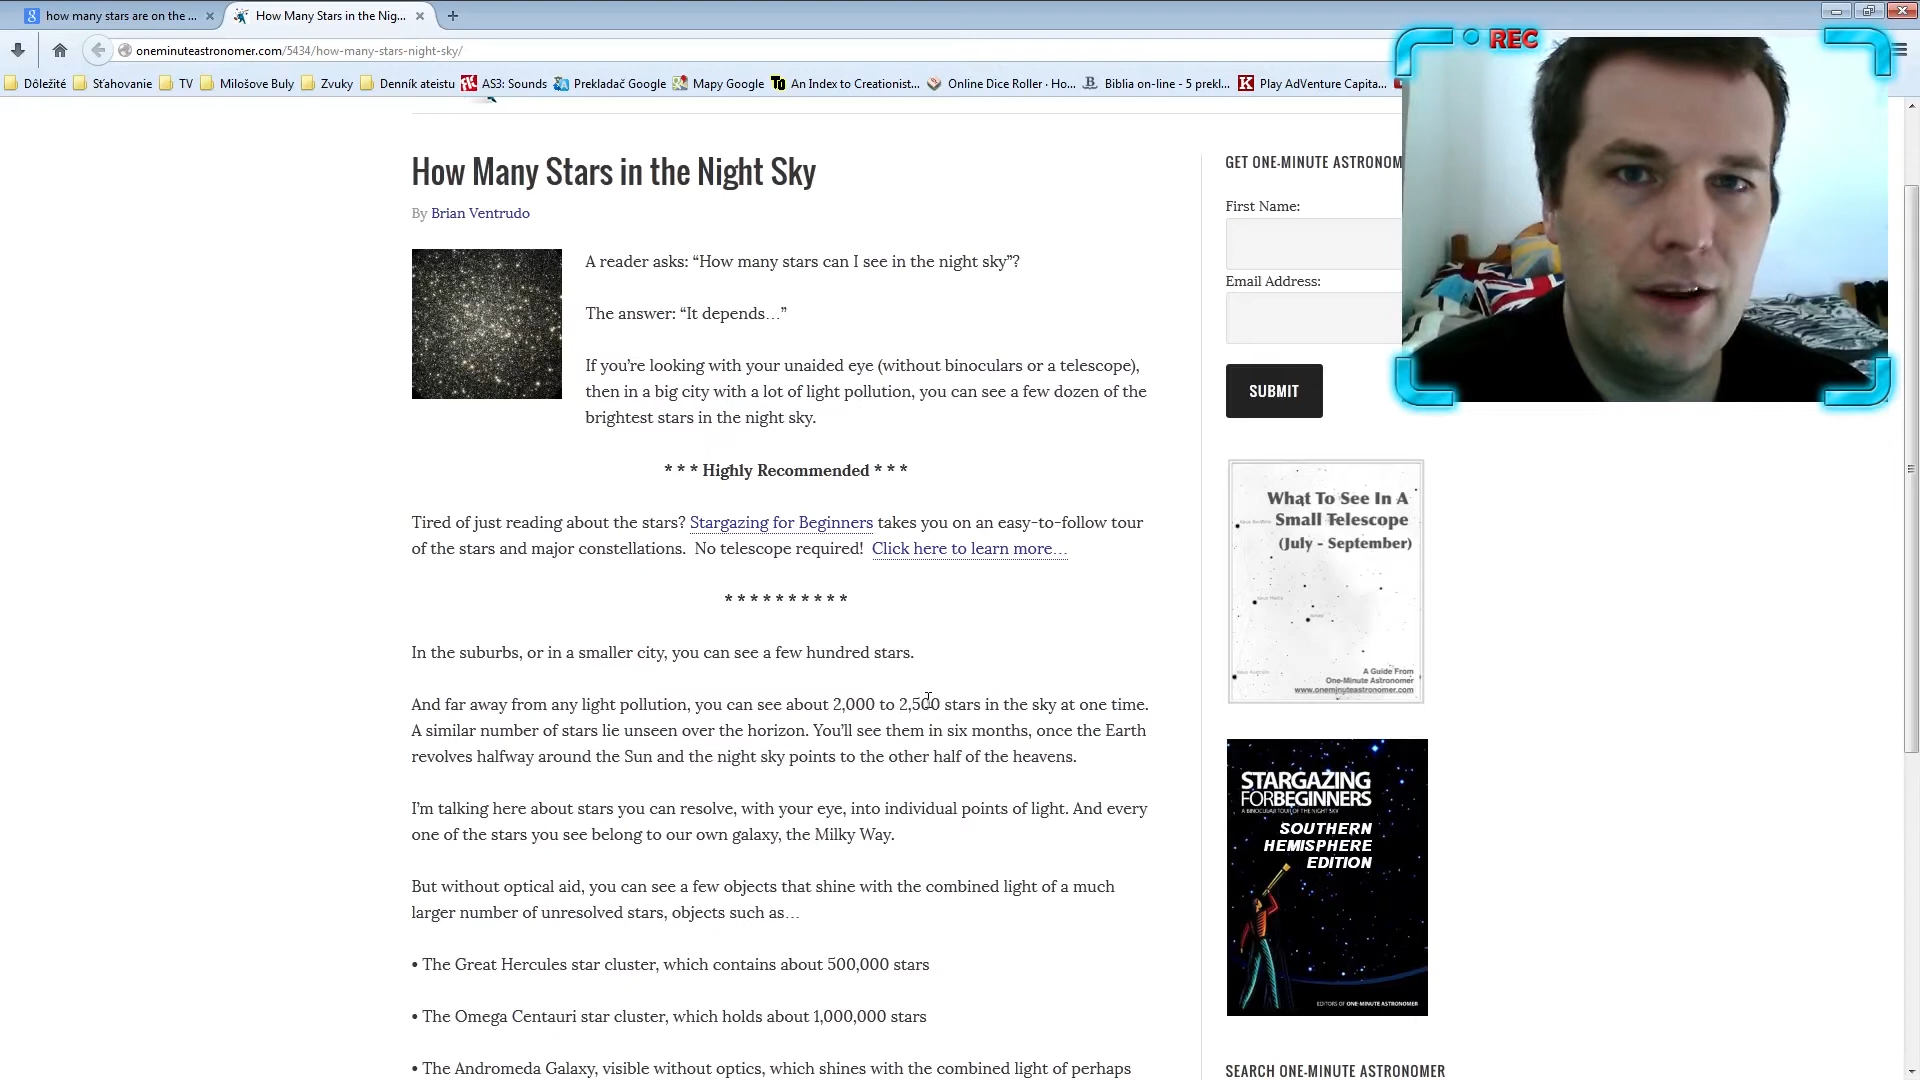 how many stars are on the ...
How Many Stars in the Nig...
oneminuteastronomer.com/5434/how-many-stars-night-sky/
Dôležité
Sťahovanie
TV
Milošove Buly
Zvuky
Denník ateistu
AS3: Sounds
Prekladač Google
Mapy Google
An Index to Creationist...
Online Dice Roller · Ho...
Biblia on-line - 5 prekl...
Play AdVenture Capita...
REC
How Many Stars in the Night Sky
By Brian Ventrudo
A reader asks: “How many stars can I see in the night sky”?
The answer: “It depends…”
If you’re looking with your unaided eye (without binoculars or a telescope),
then in a big city with a lot of light pollution, you can see a few dozen of the
brightest stars in the night sky.
* * * Highly Recommended * * *
Tired of just reading about the stars? Stargazing for Beginners takes you on an easy-to-follow tour
of the stars and major constellations. No telescope required! Click here to learn more…
* * * * * * * * * *
In the suburbs, or in a smaller city, you can see a few hundred stars.
And far away from any light pollution, you can see about 2,000 to 2,500 stars in the sky at one time.
A similar number of stars lie unseen over the horizon. You’ll see them in six months, once the Earth
revolves halfway around the Sun and the night sky points to the other half of the heavens.
I’m talking here about stars you can resolve, with your eye, into individual points of light. And every
one of the stars you see belong to our own galaxy, the Milky Way.
But without optical aid, you can see a few objects that shine with the combined light of a much
larger number of unresolved stars, objects such as…
• The Great Hercules star cluster, which contains about 500,000 stars
• The Omega Centauri star cluster, which holds about 1,000,000 stars
• The Andromeda Galaxy, visible without optics, which shines with the combined light of perhaps
GET ONE-MINUTE ASTRONOM
First Name:
Email Address:
SUBMIT
What To See In A
Small Telescope
(July - September)
A Guide From
One-Minute Astronomer
www.oneminuteastronomer.com
STARGAZING
FOR BEGINNERS
A BINOCULAR TOUR OF THE NIGHT SKY
SOUTHERN
HEMISPHERE
EDITION
EDITORS OF ONE-MINUTE ASTRONOMER
SEARCH ONE-MINUTE ASTRONOMER